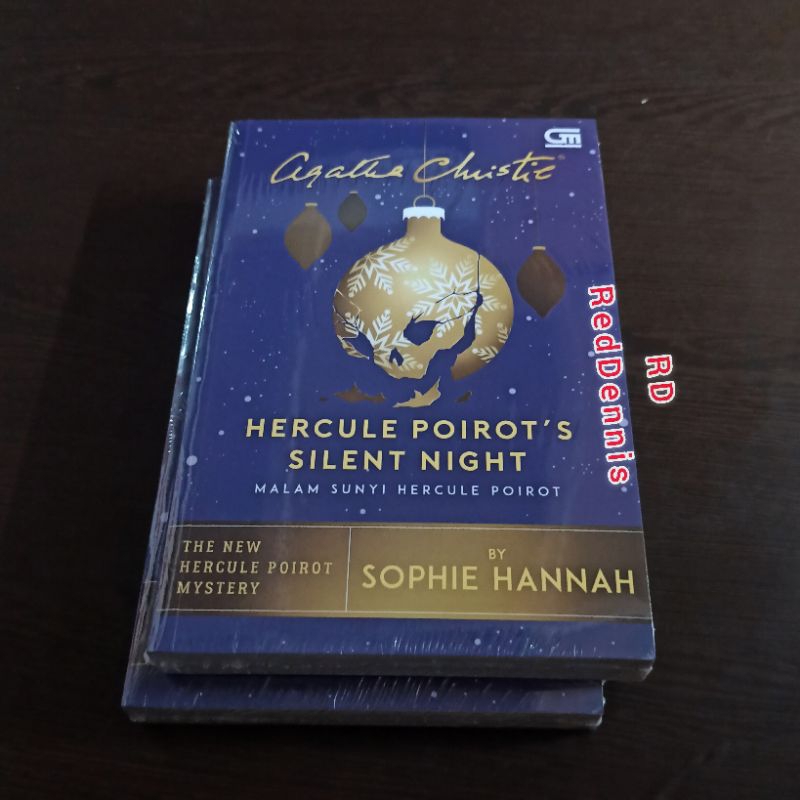 GM
Agatha Christie®
HERCULE POIROT'S
SILENT NIGHT
MALAM SUNYI HERCULE POIROT
THE NEW
HERCULE POIROT
MYSTERY
BY
SOPHIE HANNAH
RD
RedDennis